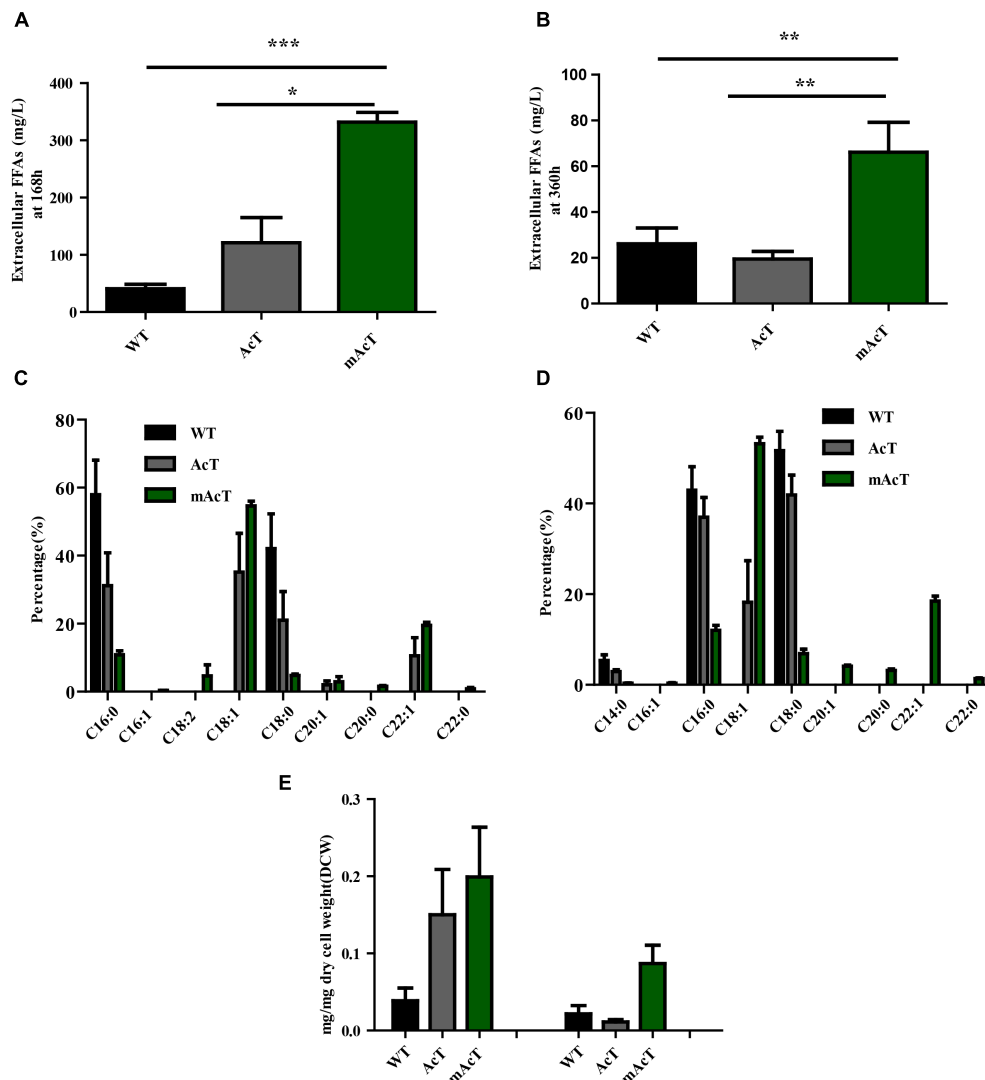 A
***
*
Extracellular FFAs (mg/L)
at 168h
400
300
200
100
0
WT
AcT
mAcT
B
**
**
Extracellular FFAs (mg/L)
at 360h
100
80
60
40
20
0
WT
AcT
mAcT
C
Percentage(%)
80
60
40
20
0
WT
AcT
mAcT
C16:0
C16:1
C18:2
C18:1
C18:0
C20:1
C20:0
C22:1
C22:0
D
Percentage(%)
60
40
20
0
WT
AcT
mAcT
C14:0
C16:1
C16:0
C18:1
C18:0
C20:1
C20:0
C22:1
C22:0
E
mg/mg dry cell weight(DCW)
0.3
0.2
0.1
0.0
WT
AcT
mAcT
WT
AcT
mAcT